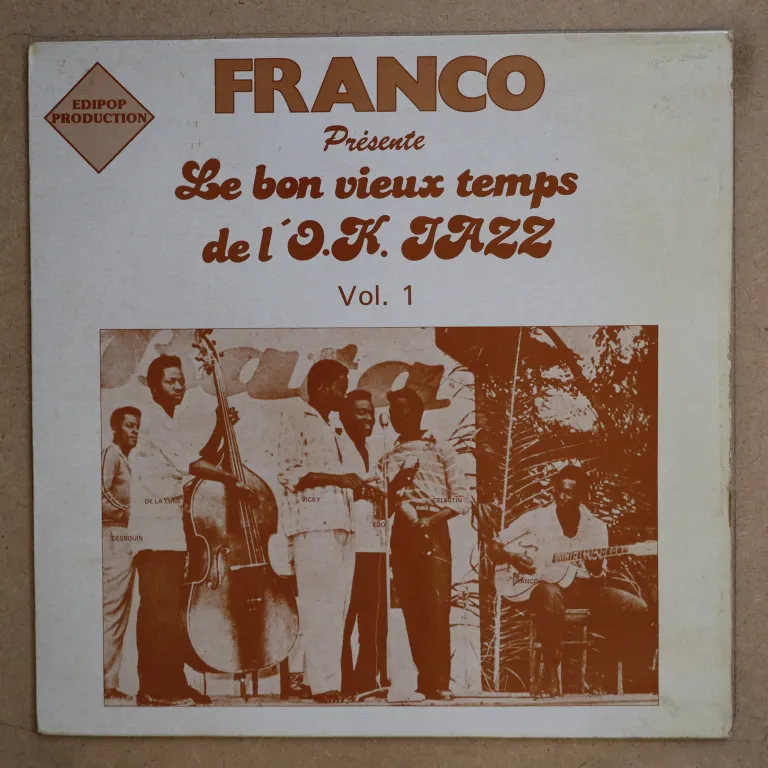 EDIPOP
PRODUCTION
FRANCO
Présente
Le bon vieux temps
de l'O.K. JAZZ
Vol. 1
DESSOUIN
DE LA LUNE
VICKY
EDO
CELESTIN
FRANCO